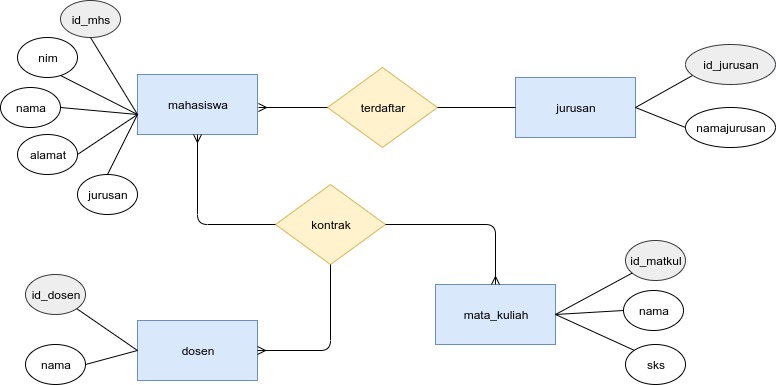 id_mhs
nim
nama
alamat
jurusan
mahasiswa
terdaftar
jurusan
id_jurusan
namajurusan
kontrak
id_dosen
nama
dosen
mata_kuliah
id_matkul
nama
sks